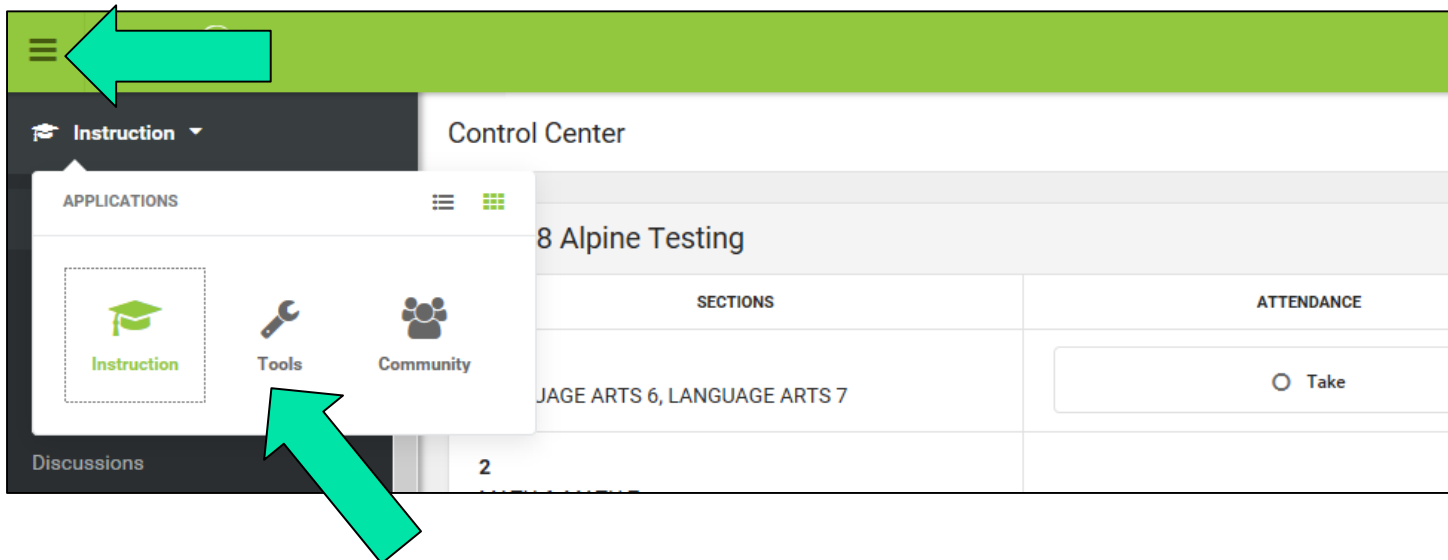 Instruction
Control Center
APPLICATIONS
8 Alpine Testing
SECTIONS
ATTENDANCE
Instruction
Tools
Community
Take
ARTS 6, LANGUAGE ARTS 7
Discussions
2